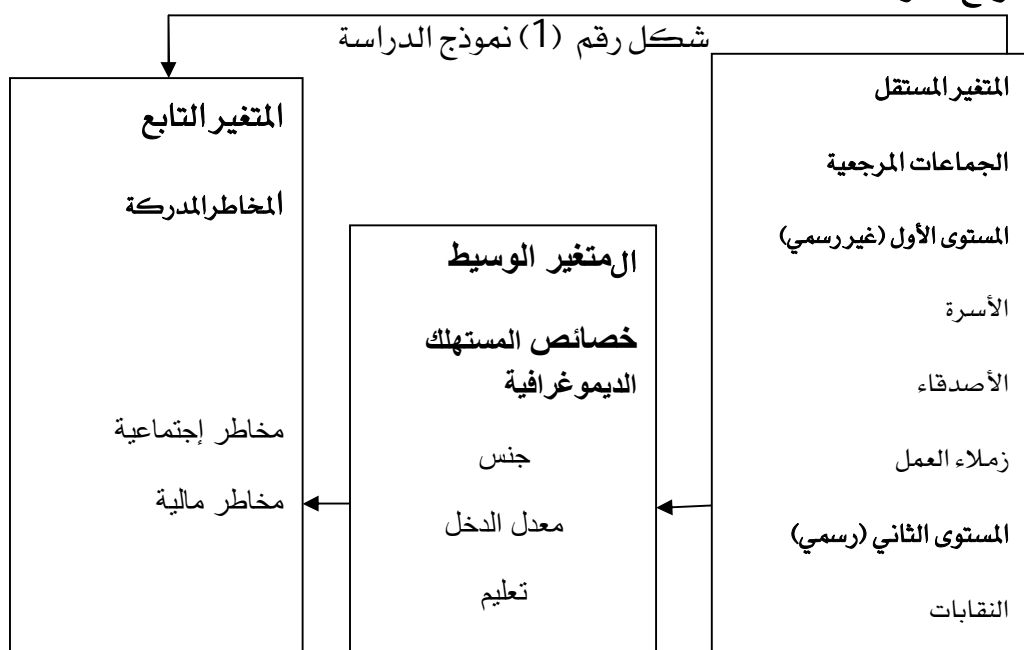 شكل رقم (1) نموذج الدراسة
المتغير المستقل
الجماعات المرجعية
المستوى الأول (غير رسمي)
الأسرة
الأصدقاء
زملاء العمل
المستوى الثاني (رسمي)
النقابات
المتغير الوسيط
خصائص المستهلك
الديموغرافية
جنس
معدل الدخل
تعليم
المتغير التابع
المخاطر المدركة
مخاطر إجتماعية
مخاطر مالية